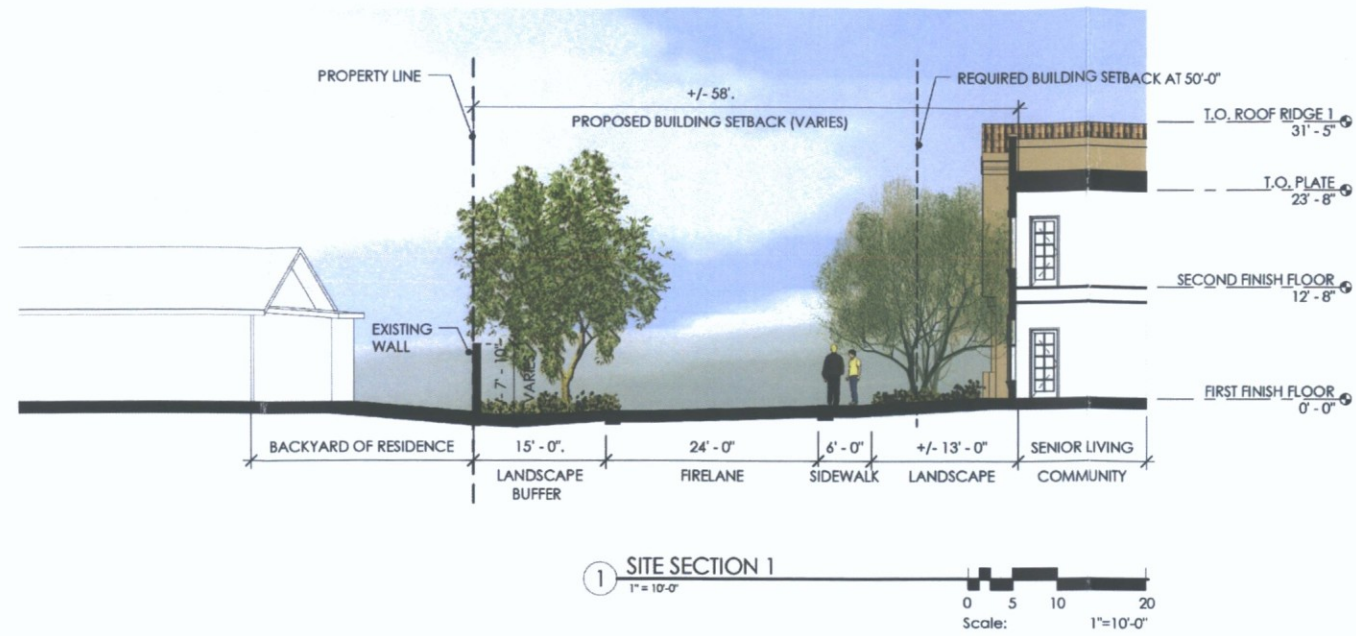 PROPERTY LINE
+/- 58'.
PROPOSED BUILDING SETBACK (VARIES)
REQUIRED BUILDING SETBACK AT 50'-0"
T.O. ROOF RIDGE 1
31' - 5"
T.O. PLATE
23' - 8"
SECOND FINISH FLOOR
12' - 8"
EXISTING
WALL
7' - 10"
VARIES
FIRST FINISH FLOOR
0' - 0"
BACKYARD OF RESIDENCE
15' - 0".
24' - 0"
6' - 0"
+/- 13' - 0"
SENIOR LIVING
LANDSCAPE
BUFFER
FIRELANE
SIDEWALK
LANDSCAPE
COMMUNITY
1
SITE SECTION 1
1" = 10'-0"
0 5 10 20
Scale: 1"=10'-0"